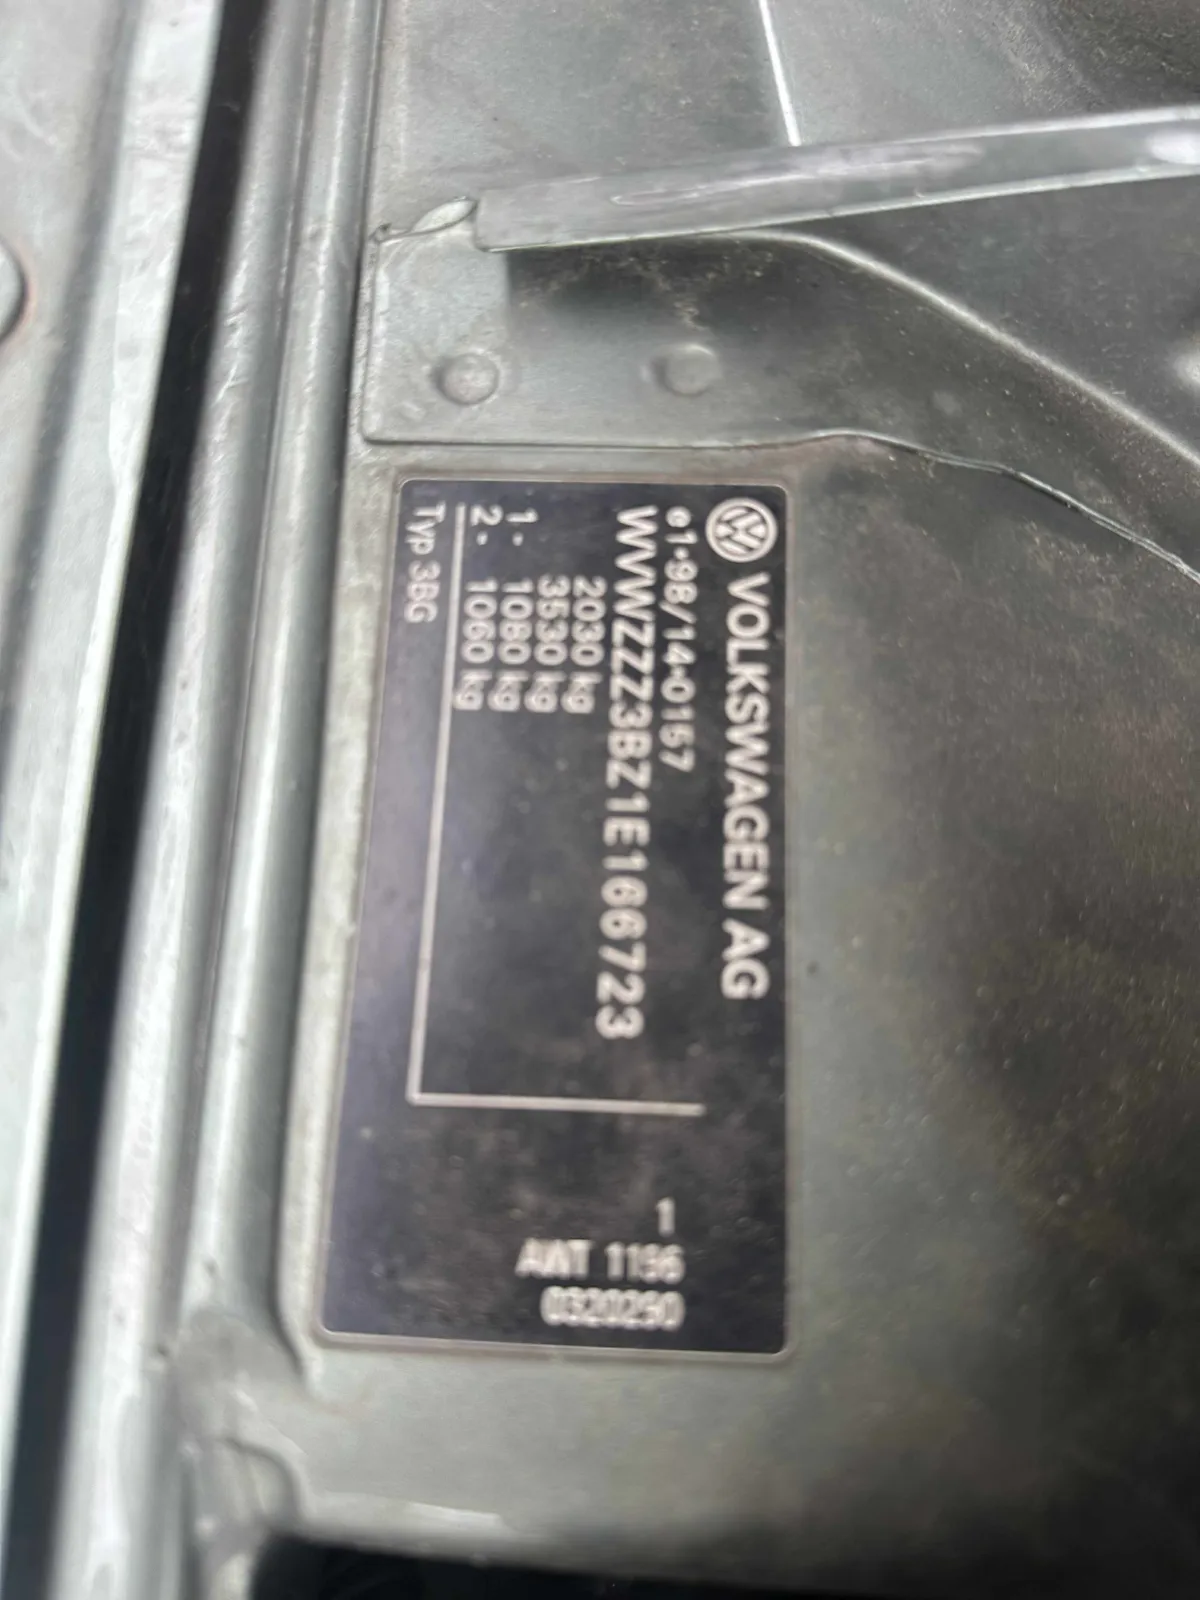 VOLKSWAGEN AG
e1*98/14*0157
WVWZZZ3BZ1E166723
2030 kg
3530 kg
1- 1080 kg
2- 1060 kg
Typ 3BG
1
AWT 1196
0320290